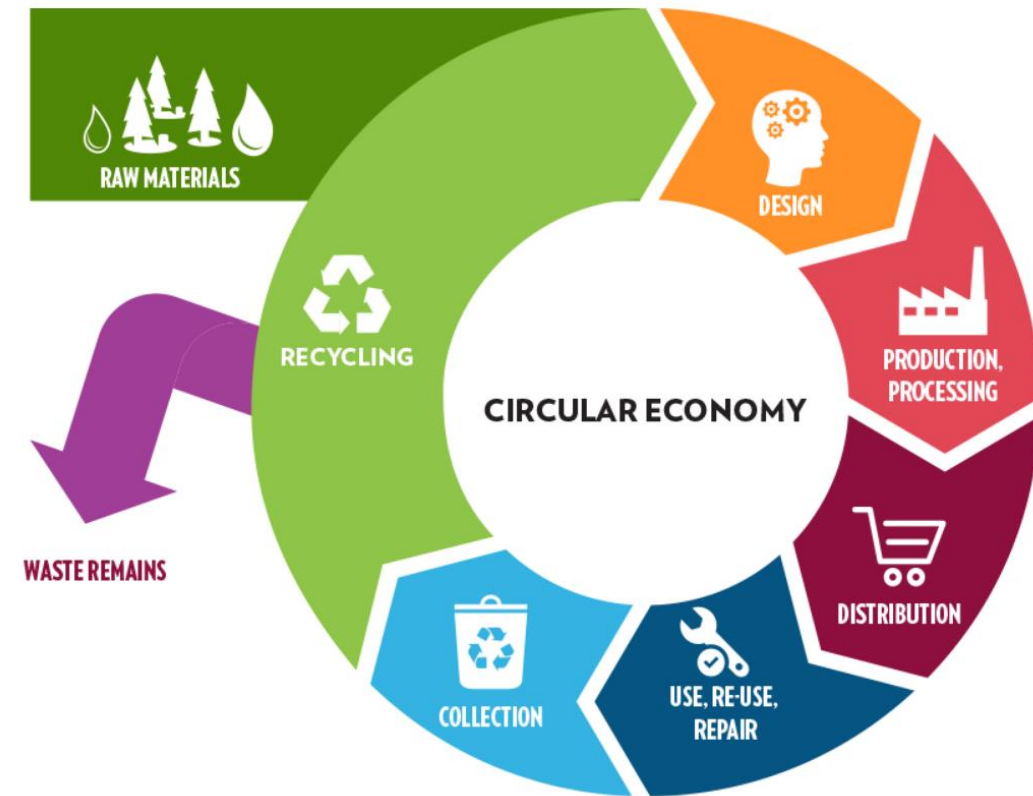 RAW MATERIALS
DESIGN
RECYCLING
PRODUCTION,
PROCESSING
CIRCULAR ECONOMY
WASTE REMAINS
DISTRIBUTION
USE, RE-USE,
REPAIR
COLLECTION